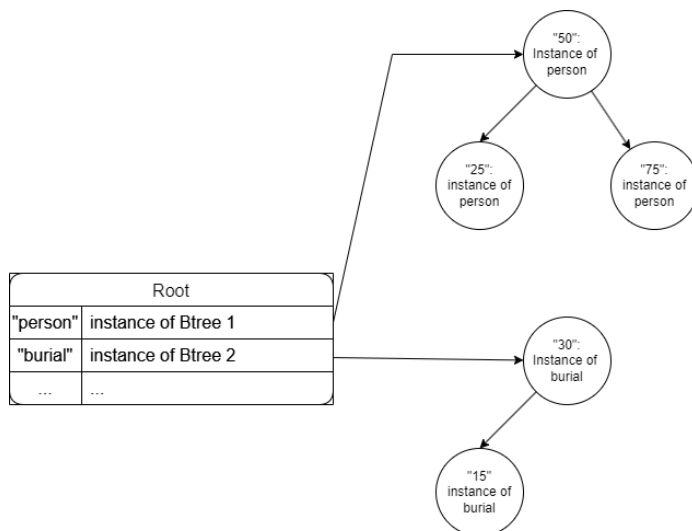 "50":
Instance of
person
"25":
instance of
person
"75":
instance of
person
Root
"person" instance of Btree 1
"burial" instance of Btree 2
... ...
"30":
Instance of
burial
"15"
instance of
burial